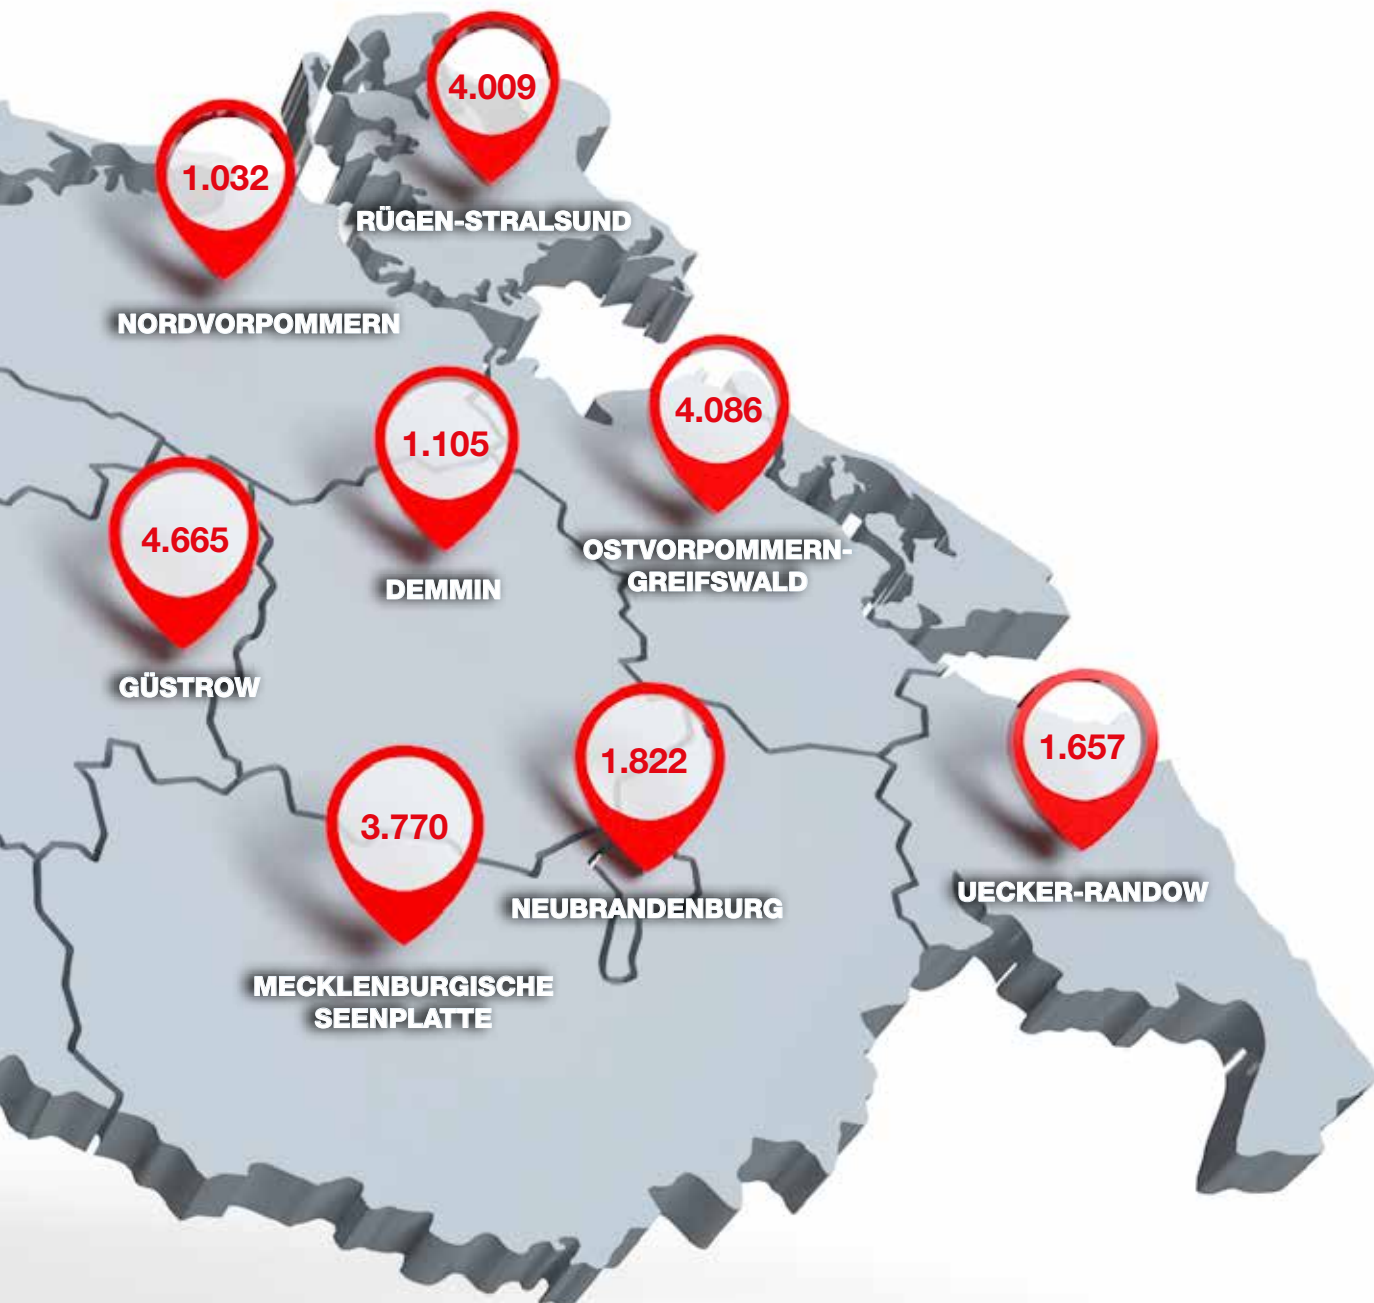 4.009
RÜGEN-STRALSUND
1.032
NORDVORPOMMERN
4.086
OSTVORPOMMERN-
GREIFSWALD
1.105
DEMMIN
4.665
GÜSTROW
1.657
UECKER-RANDOW
1.822
NEUBRANDENBURG
3.770
MECKLENBURGISCHE
SEENPLATTE